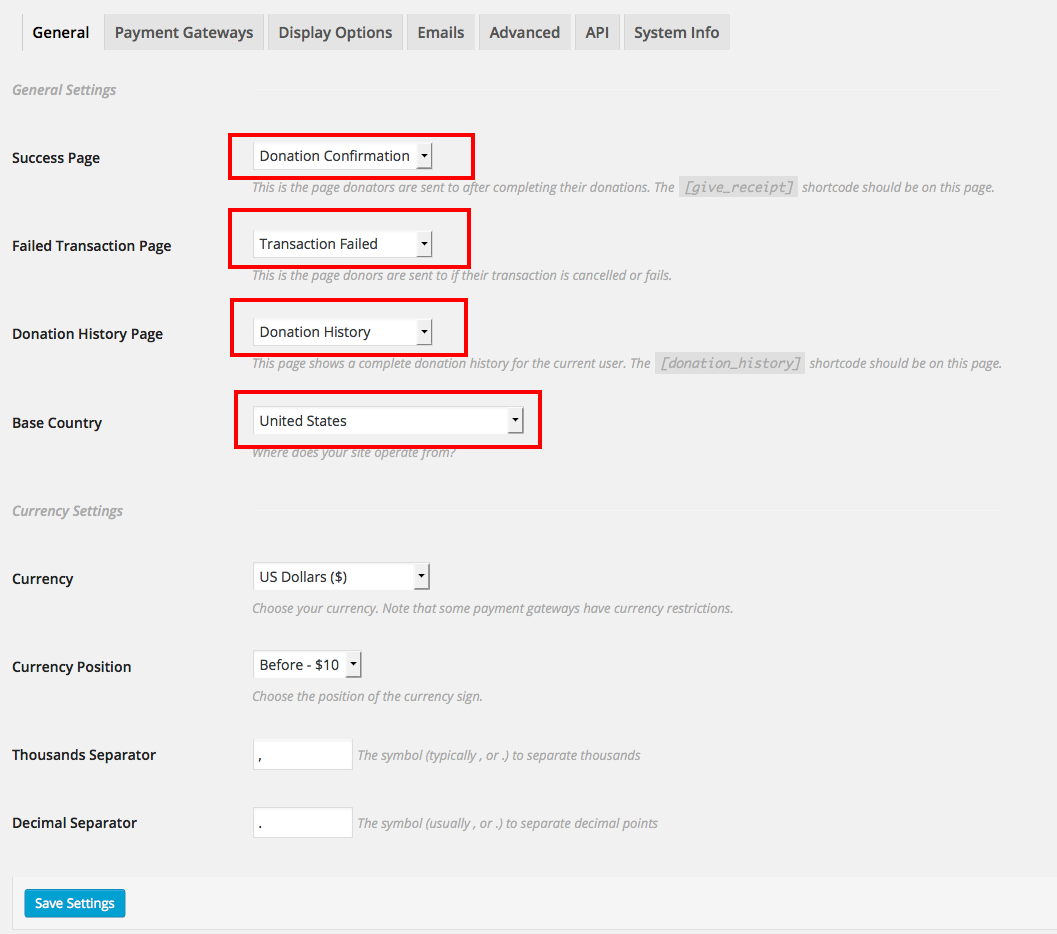 General Payment Gateways Display Options Emails Advanced API System Info
General Settings
Success Page Donation Confirmation
This is the page donators are sent to after completing their donations. The [give_receipt] shortcode should be on this page.
Failed Transaction Page Transaction Failed
This is the page donors are sent to if their transaction is cancelled or fails.
Donation History Page Donation History
This page shows a complete donation history for the current user. The [donation_history] shortcode should be on this page.
Base Country United States
Where does your site operate from?
Currency Settings
Currency US Dollars ($)
Choose your currency. Note that some payment gateways have currency restrictions.
Currency Position Before - $10
Choose the position of the currency sign.
Thousands Separator , The symbol (typically , or .) to separate thousands
Decimal Separator . The symbol (usually , or .) to separate decimal points
Save Settings